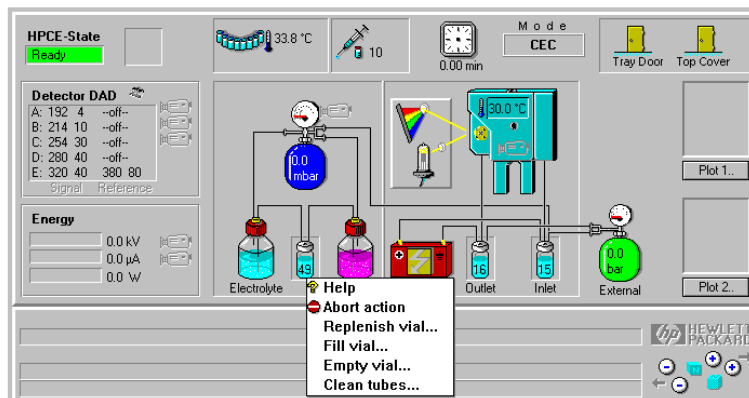 HPCE-State
Ready
33.8 °C
10
0.00 min
Mode
CEC
Tray Door
Top Cover
Detector DAD
A: 192 4 --off--
B: 214 10 --off--
C: 254 30 --off--
D: 280 40 --off--
E: 320 40 380 80
Signal Reference
0.0
mbar
30.0 °C
Plot 1..
Energy
0.0 kV
0.0 µA
0.0 W
Electrolyte
49
16
Outlet
15
Inlet
0.0
bar
External
Plot 2..
Help
Abort action
Replenish vial...
Fill vial...
Empty vial...
Clean tubes...
hp HEWLETT
PACKARD